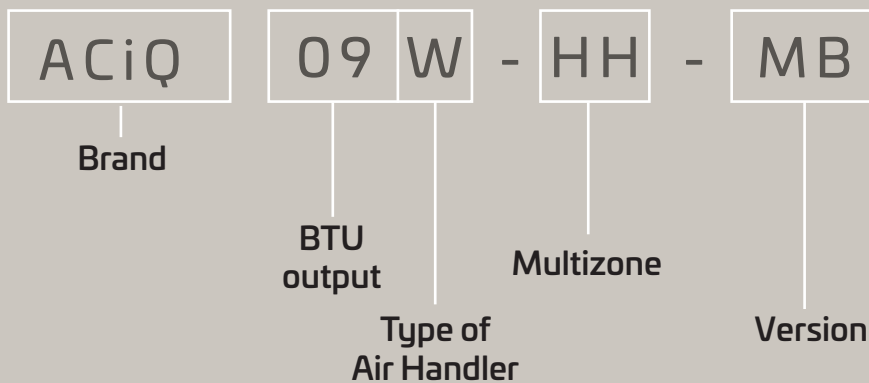 ACiQ 09 W - HH - MB
Brand
BTU
output
Multizone
Type of
Air Handler
Version